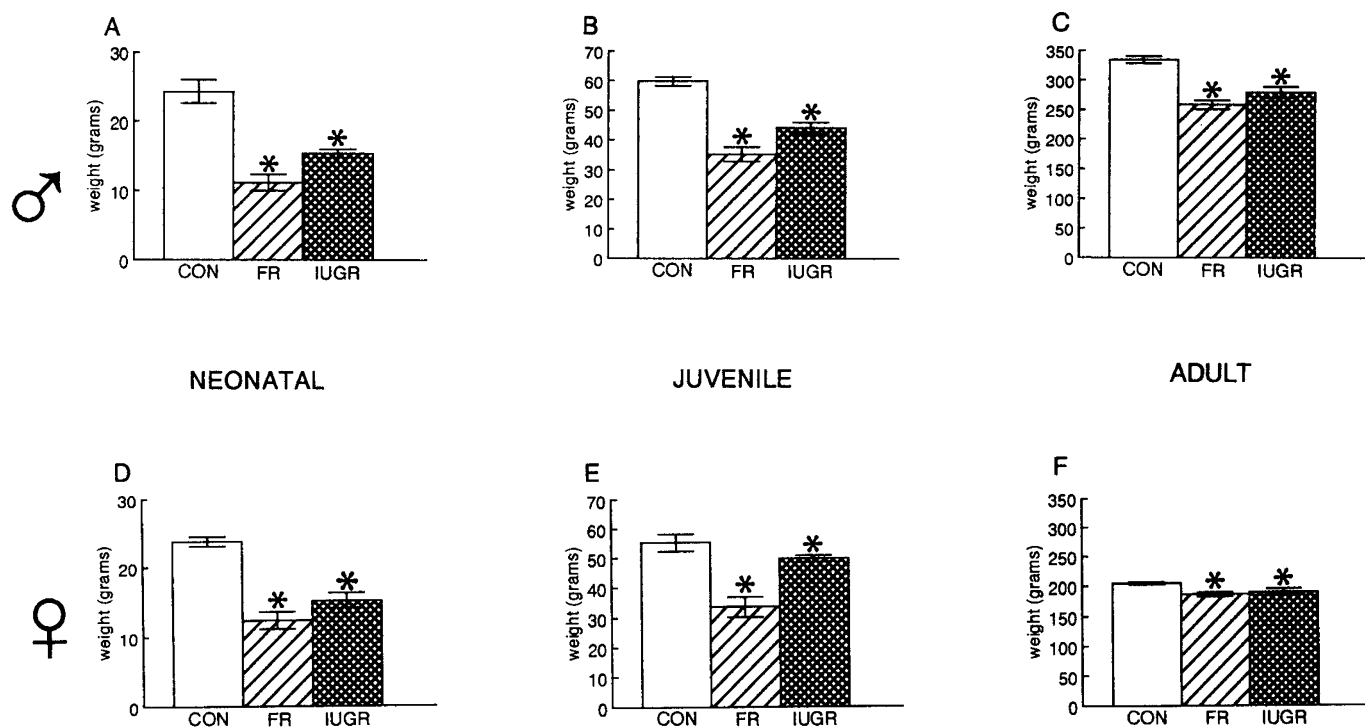 A
30
20
10
0
weight (grams)
*
*
CON FR IUGR
B
70
60
50
40
30
20
10
0
weight (grams)
*
*
CON FR IUGR
C
350
300
250
200
150
100
50
0
weight (grams)
*
*
CON FR IUGR
♂
NEONATAL
JUVENILE
ADULT
D
30
20
10
0
weight (grams)
*
*
CON FR IUGR
E
70
60
50
40
30
20
10
0
weight (grams)
*
*
CON FR IUGR
F
350
300
250
200
150
100
50
0
weight (grams)
*
*
CON FR IUGR
♀